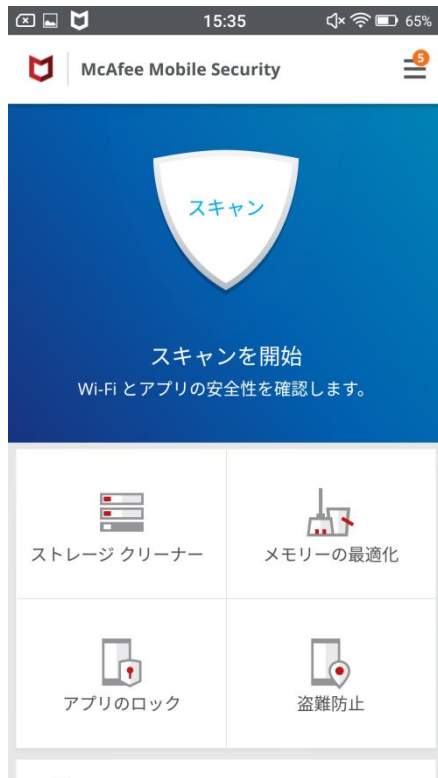 15:35
65%
McAfee Mobile Security
5
スキャン
スキャンを開始
Wi-Fi とアプリの安全性を確認します。
ストレージ クリーナー
メモリーの最適化
アプリのロック
盗難防止